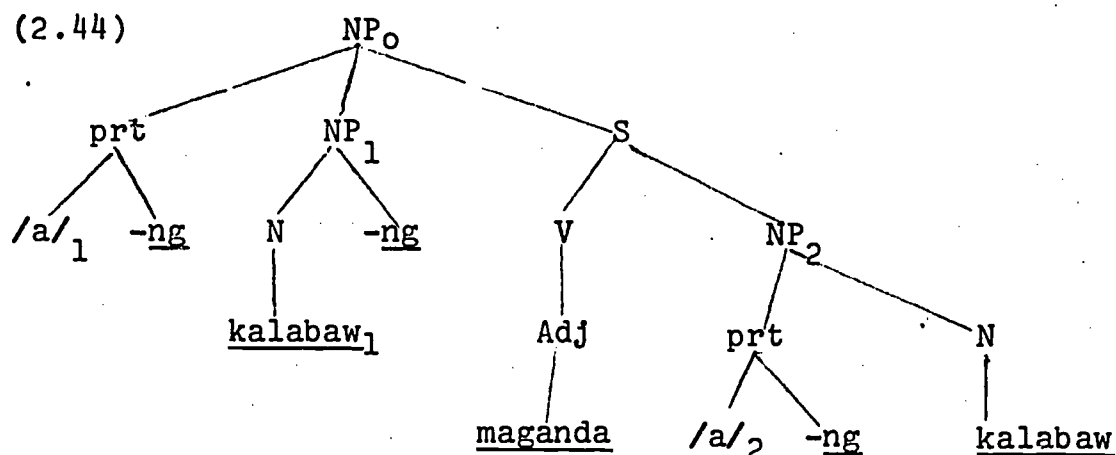 (2.44) NP₀
prt NP₁ S
/a/₁ -ng N -ng V NP₂
kalabaw₁ Adj prt N
maganda /a/₂ -ng kalabaw